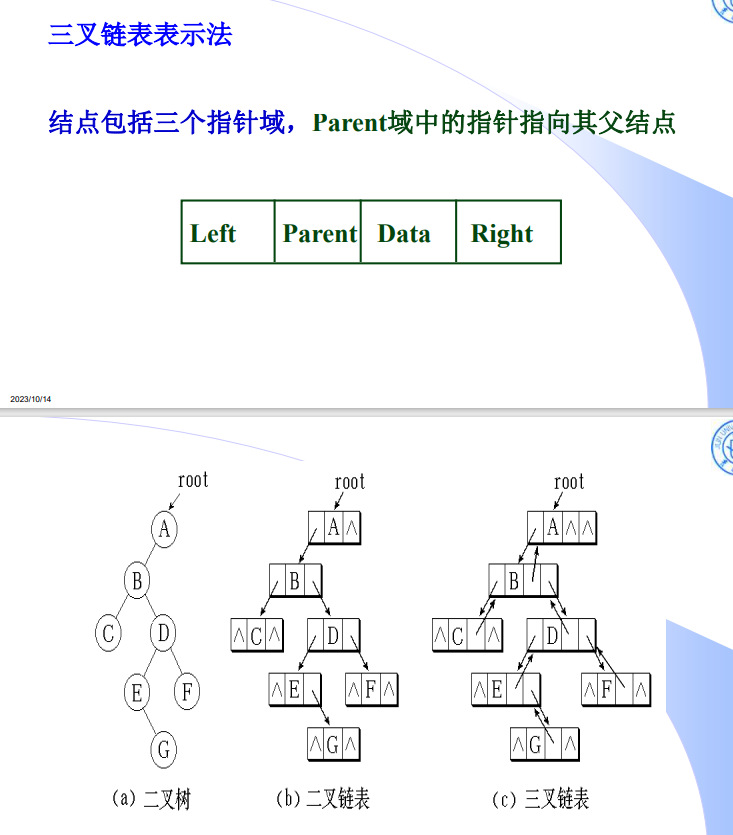 三叉链表表示法
结点包括三个指针域，Parent域中的指针指向其父结点
Left Parent Data Right
2023/10/14
root root root
A A ∧ A ∧ ∧
B B B
C D ∧ C ∧ D ∧ C ∧ D
E F ∧ E ∧ F ∧ ∧ E ∧ F ∧
G ∧ G ∧ ∧ G ∧
(a) 二叉树 (b) 二叉链表 (c) 三叉链表